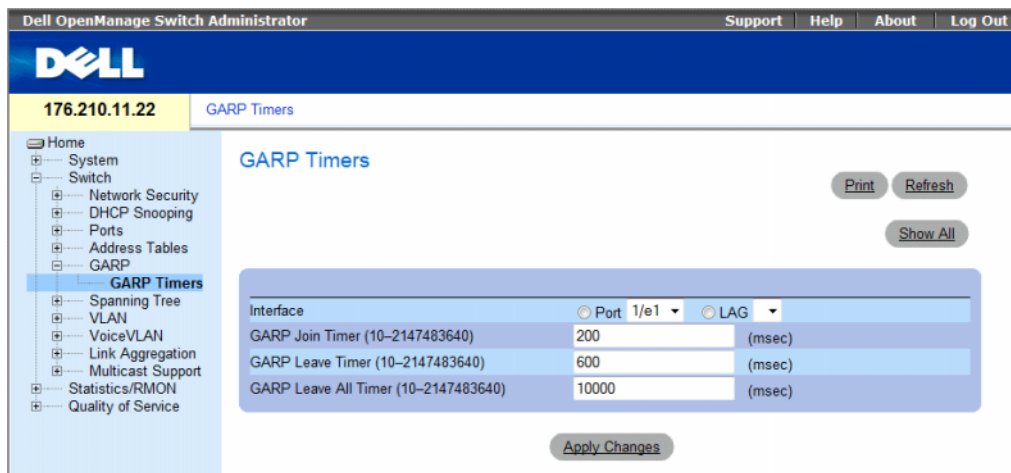 Dell OpenManage Switch Administrator Support Help About Log Out
DELL
176.210.11.22 GARP Timers
Home
System
Switch
Network Security
DHCP Snooping
Ports
Address Tables
GARP
GARP Timers
Spanning Tree
VLAN
VoiceVLAN
Link Aggregation
Multicast Support
Statistics/RMON
Quality of Service
GARP Timers
Print Refresh
Show All
Interface Port 1/e1 LAG
GARP Join Timer (10–2147483640) 200 (msec)
GARP Leave Timer (10–2147483640) 600 (msec)
GARP Leave All Timer (10–2147483640) 10000 (msec)
Apply Changes